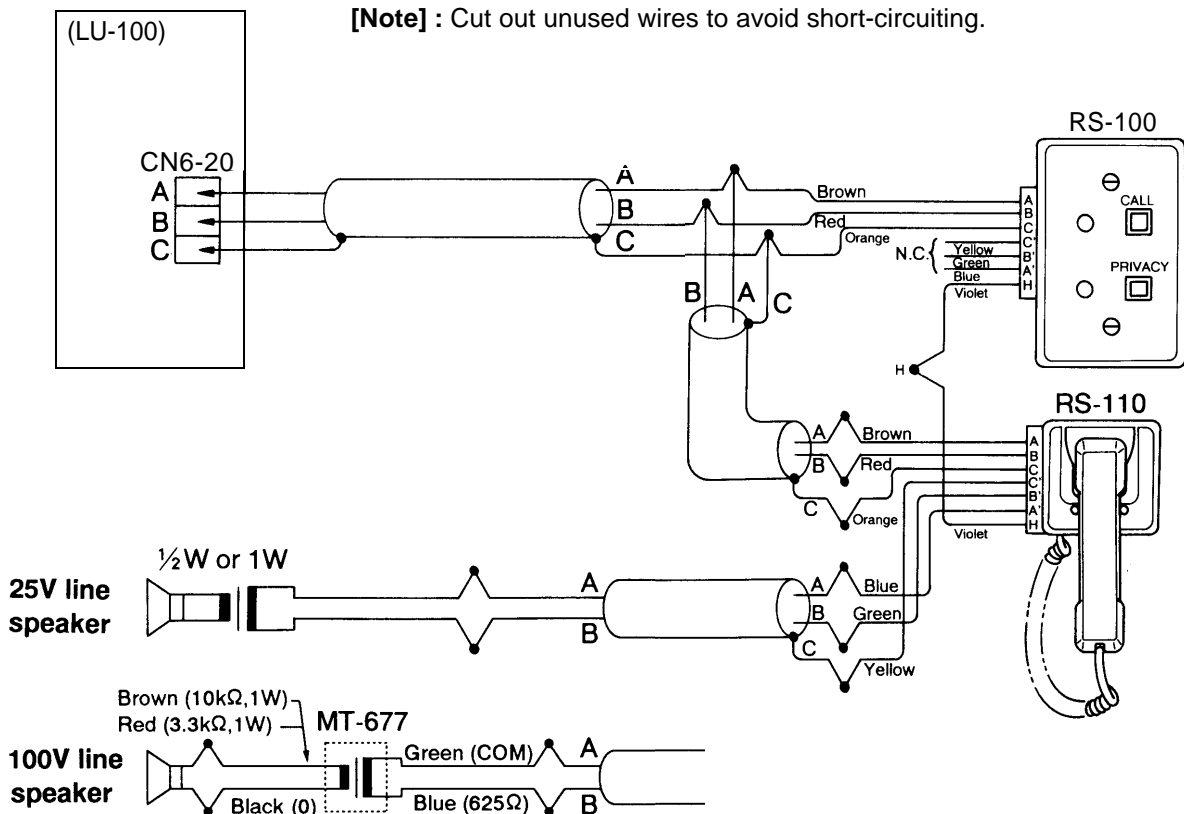 [Note] : Cut out unused wires to avoid short-circuiting.
(LU-100)
CN6-20
A
B
C
A
B
C
Brown
Red
Orange
N.C.
Yellow
Green
Blue
Violet
RS-100
A
B
C
C'
B'
A'
H
CALL
PRIVACY
B A C
H
RS-110
A
B
C
C'
B'
A'
H
A Brown
B Red
C Orange
Violet
25V line
speaker
½W or 1W
A
B
A Blue
B Green
C Yellow
Brown (10kΩ,1W)
Red (3.3kΩ,1W)
MT-677
100V line
speaker
Black (0)
Green (COM)
Blue (625Ω)
A
B